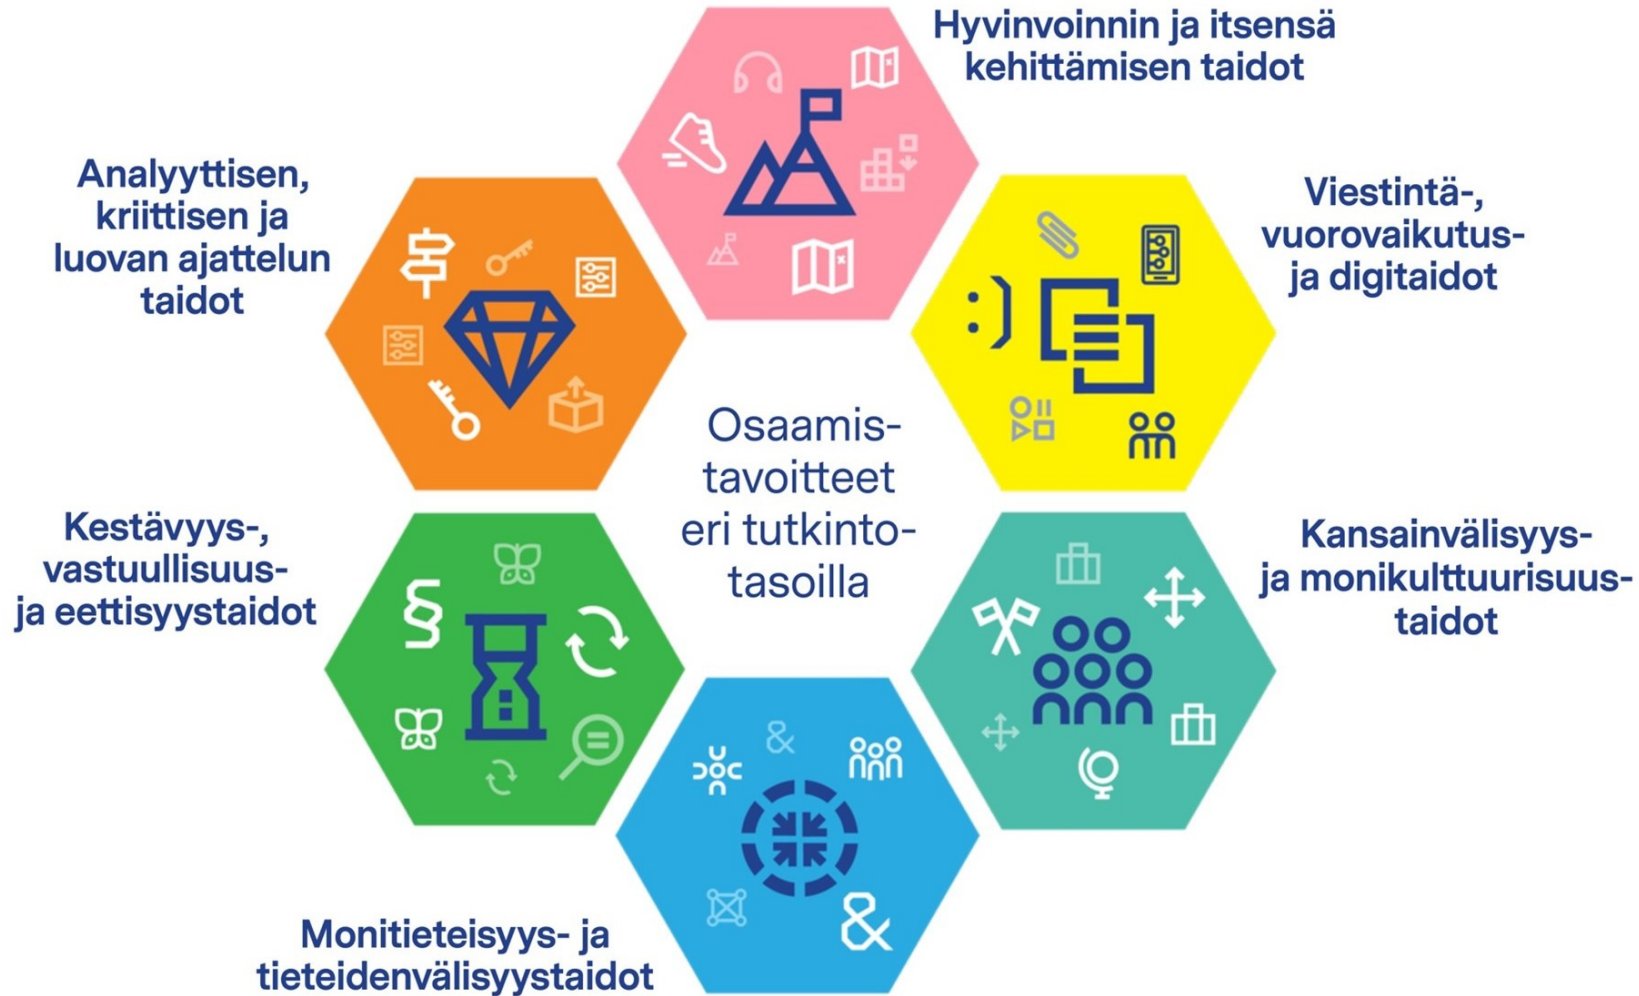 Hyvinvoinnin ja itsensä
kehittämisen taidot
Analyyttisen,
kriittisen ja
luovan ajattelun
taidot
Viestintä-,
vuorovaikutus-
ja digitaidot
:)
Osaamis-
tavoitteet
eri tutkinto-
tasoilla
Kestävyys-,
vastuullisuus-
ja eettisyystaidot
§
Kansainvälisyys-
ja monikulttuurisuus-
taidot
&
&
Monitieteisyys- ja
tieteidenvälisyystaidot